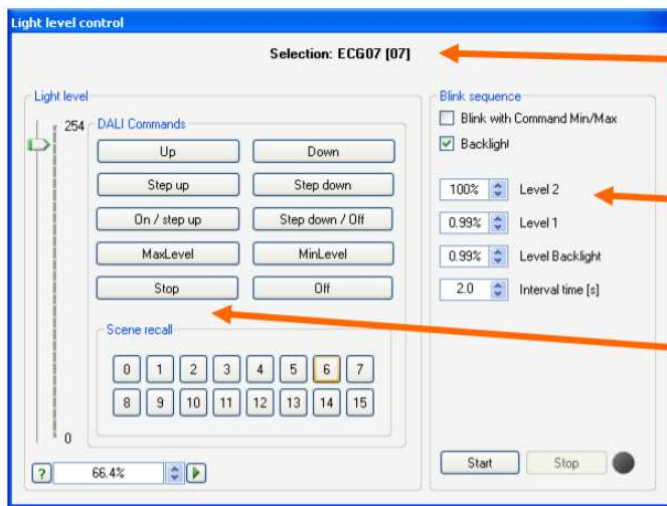 Light level control
Selection: ECG07 [07]
Light level
254
0
DALI Commands
Up
Down
Step up
Step down
On / step up
Step down / Off
MaxLevel
MinLevel
Stop
Off
Scene recall
0 1 2 3 4 5 6 7
8 9 10 11 12 13 14 15
? 66.4%
Blink sequence
Blink with Command Min/Max
Backlight
100% Level 2
0.99% Level 1
0.99% Level Backlight
2.0 Interval time [s]
Start
Stop